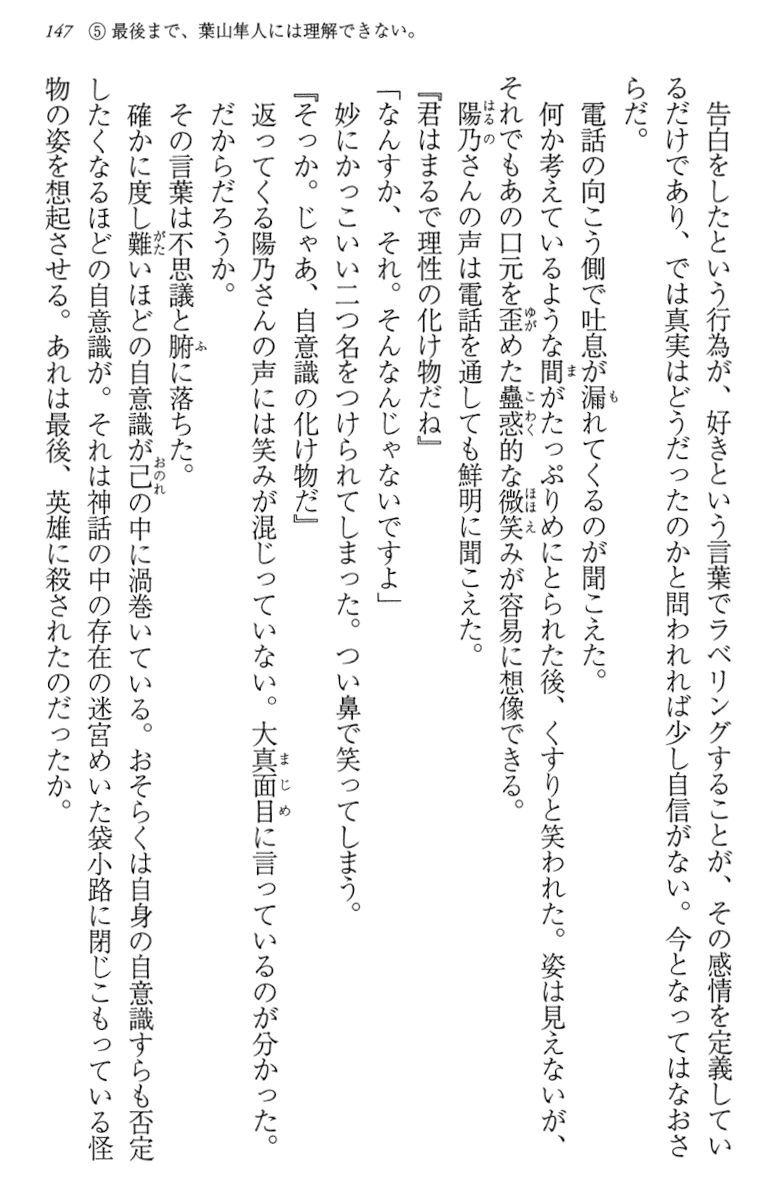 147 ⑤ 最後まで、葉山隼人には理解できない。
　告白をしたという行為が、好きという言葉でラベリングすることが、その感情を定義してい
るだけであり、では真実はどうだったのかと問われれば少し自信がない。今となってはなおさ
らだ。
　電話の向こう側で吐息が漏れてくるのが聞こえた。
　何か考えているような間がたっぷりめにとられた後、くすりと笑われた。姿は見えないが、
それでもあの口元を歪めた蠱惑的な微笑みが容易に想像できる。
　陽乃さんの声は電話を通しても鮮明に聞こえた。
『君はまるで理性の化け物だね』
「なんすか、それ。そんなんじゃないですよ」
　妙にかっこいい二つ名をつけられてしまった。つい鼻で笑ってしまう。
『そっか。じゃあ、自意識の化け物だ』
　返ってくる陽乃さんの声には笑みが混じっていない。大真面目に言っているのが分かった。
だからだろうか。
　その言葉は不思議と腑に落ちた。
　確かに度し難いほどの自意識が己の中に渦巻いている。おそらくは自身の自意識すらも否定
したくなるほどの自意識が。それは神話の中の存在の迷宮めいた袋小路に閉じこもっている怪
物の姿を想起させる。あれは最後、英雄に殺されたのだったか。